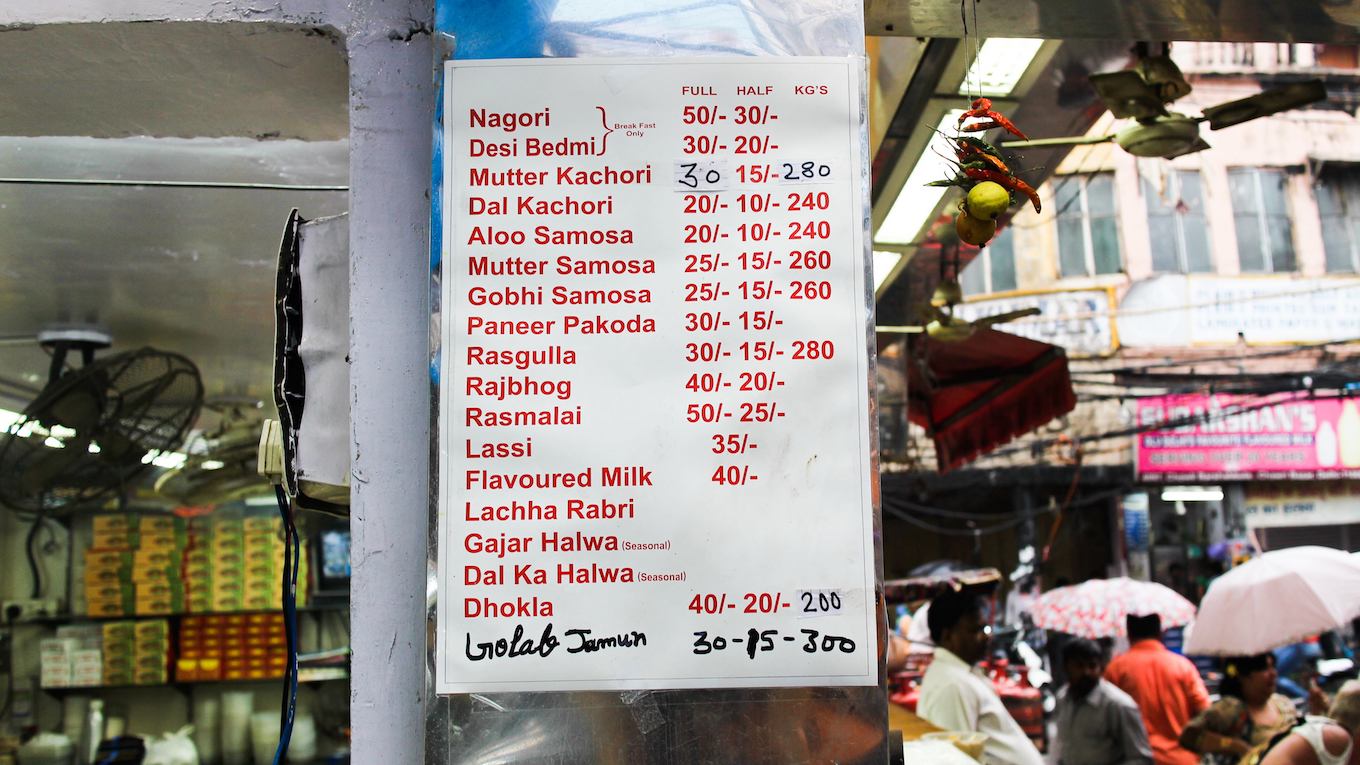 FULL HALF KG'S
Nagori 50/- 30/-
Break Fast
Only
Desi Bedmi 30/- 20/-
Mutter Kachori 30 15/- 280
Dal Kachori 20/- 10/- 240
Aloo Samosa 20/- 10/- 240
Mutter Samosa 25/- 15/- 260
Gobhi Samosa 25/- 15/- 260
Paneer Pakoda 30/- 15/-
Rasgulla 30/- 15/- 280
Rajbhog 40/- 20/-
Rasmalai 50/- 25/-
Lassi 35/-
Flavoured Milk 40/-
Lachha Rabri
Gajar Halwa (Seasonal)
Dal Ka Halwa (Seasonal)
Dhokla 40/- 20/- 200
Golab Jamun 30-15-300
SUDARSHAN'S